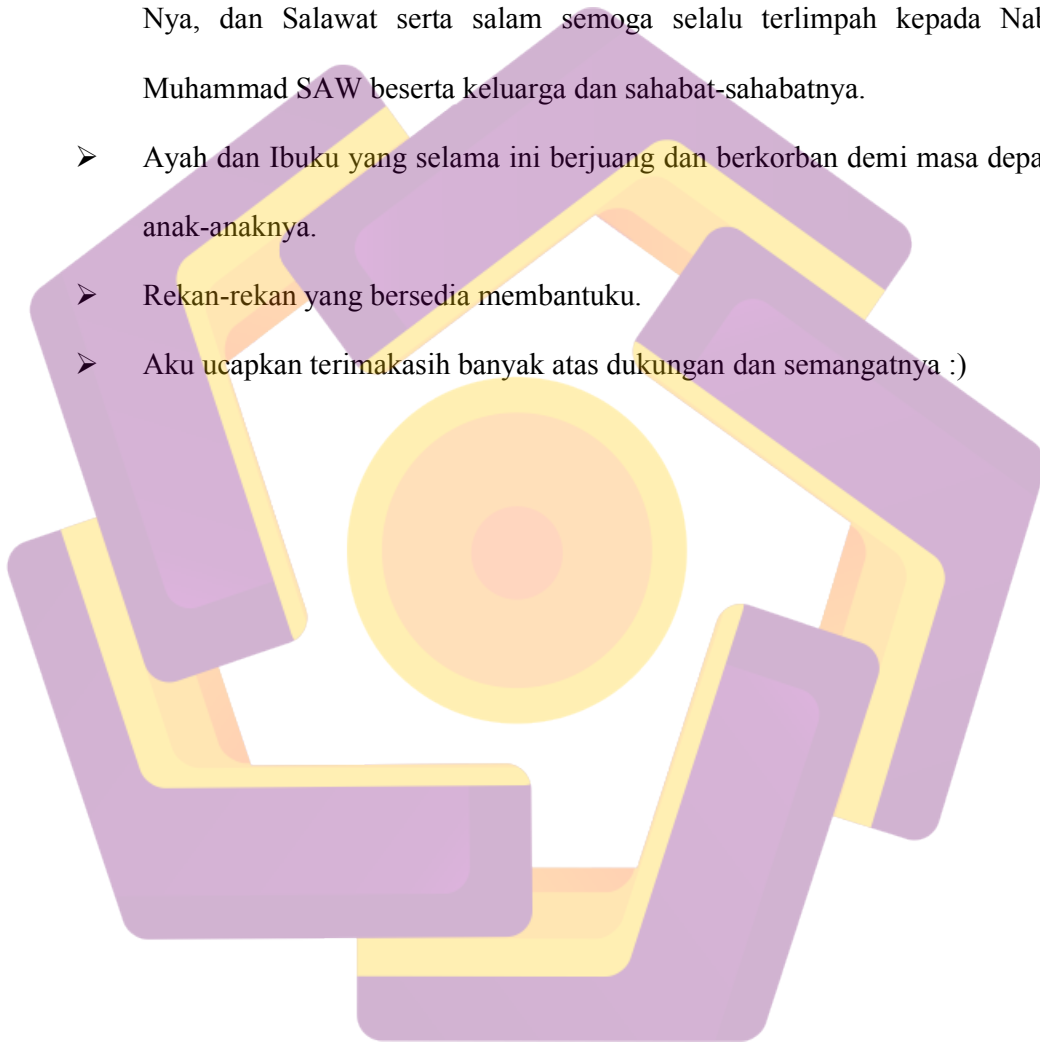 Nya, dan Salawat serta salam semoga selalu terlimpah kepada Nab
Muhammad SAW beserta keluarga dan sahabat-sahabatnya.
➢ Ayah dan Ibuku yang selama ini berjuang dan berkorban demi masa depa
anak-anaknya.
➢ Rekan-rekan yang bersedia membantuku.
➢ Aku ucapkan terimakasih banyak atas dukungan dan semangatnya :)